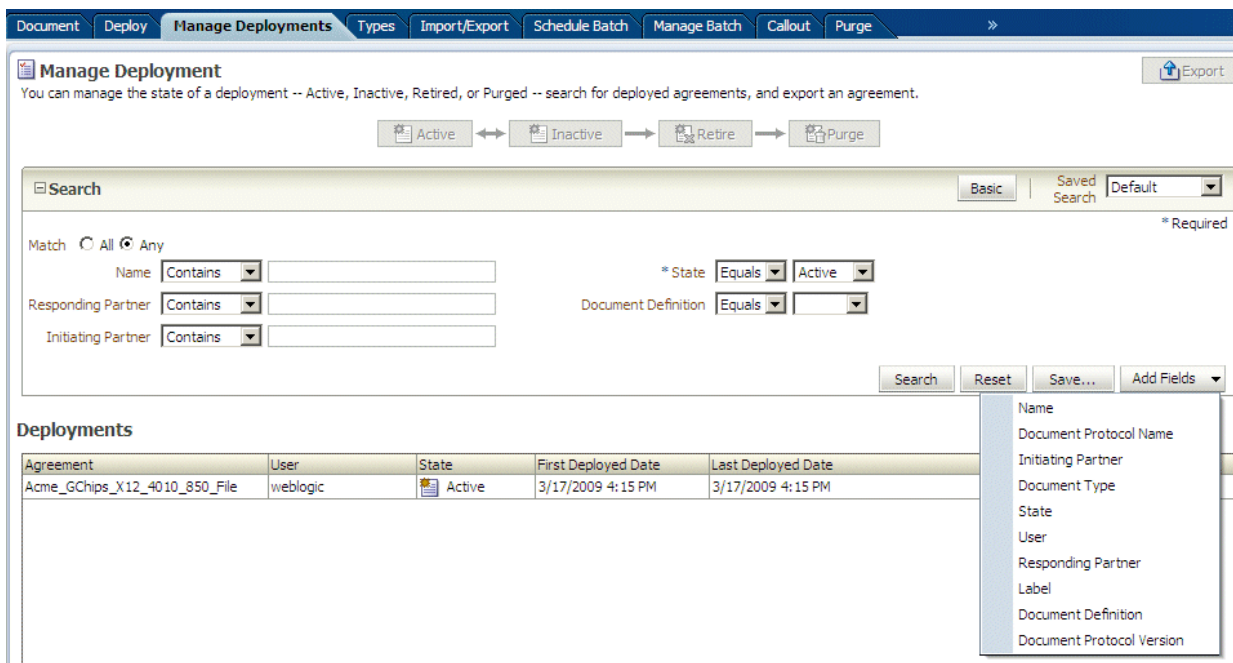 Document Deploy Manage Deployments Types Import/Export Schedule Batch Manage Batch Callout Purge »
Manage Deployment
Export
You can manage the state of a deployment -- Active, Inactive, Retired, or Purged -- search for deployed agreements, and export an agreement.
Active Inactive Retire Purge
Search Basic Saved Search Default
* Required
Match All Any
Name Contains * State Equals Active
Responding Partner Contains Document Definition Equals
Initiating Partner Contains
Search Reset Save... Add Fields
Name
Document Protocol Name
Initiating Partner
Document Type
State
User
Responding Partner
Label
Document Definition
Document Protocol Version
Deployments
Agreement User State First Deployed Date Last Deployed Date
Acme_GChips_X12_4010_850_File weblogic Active 3/17/2009 4:15 PM 3/17/2009 4:15 PM